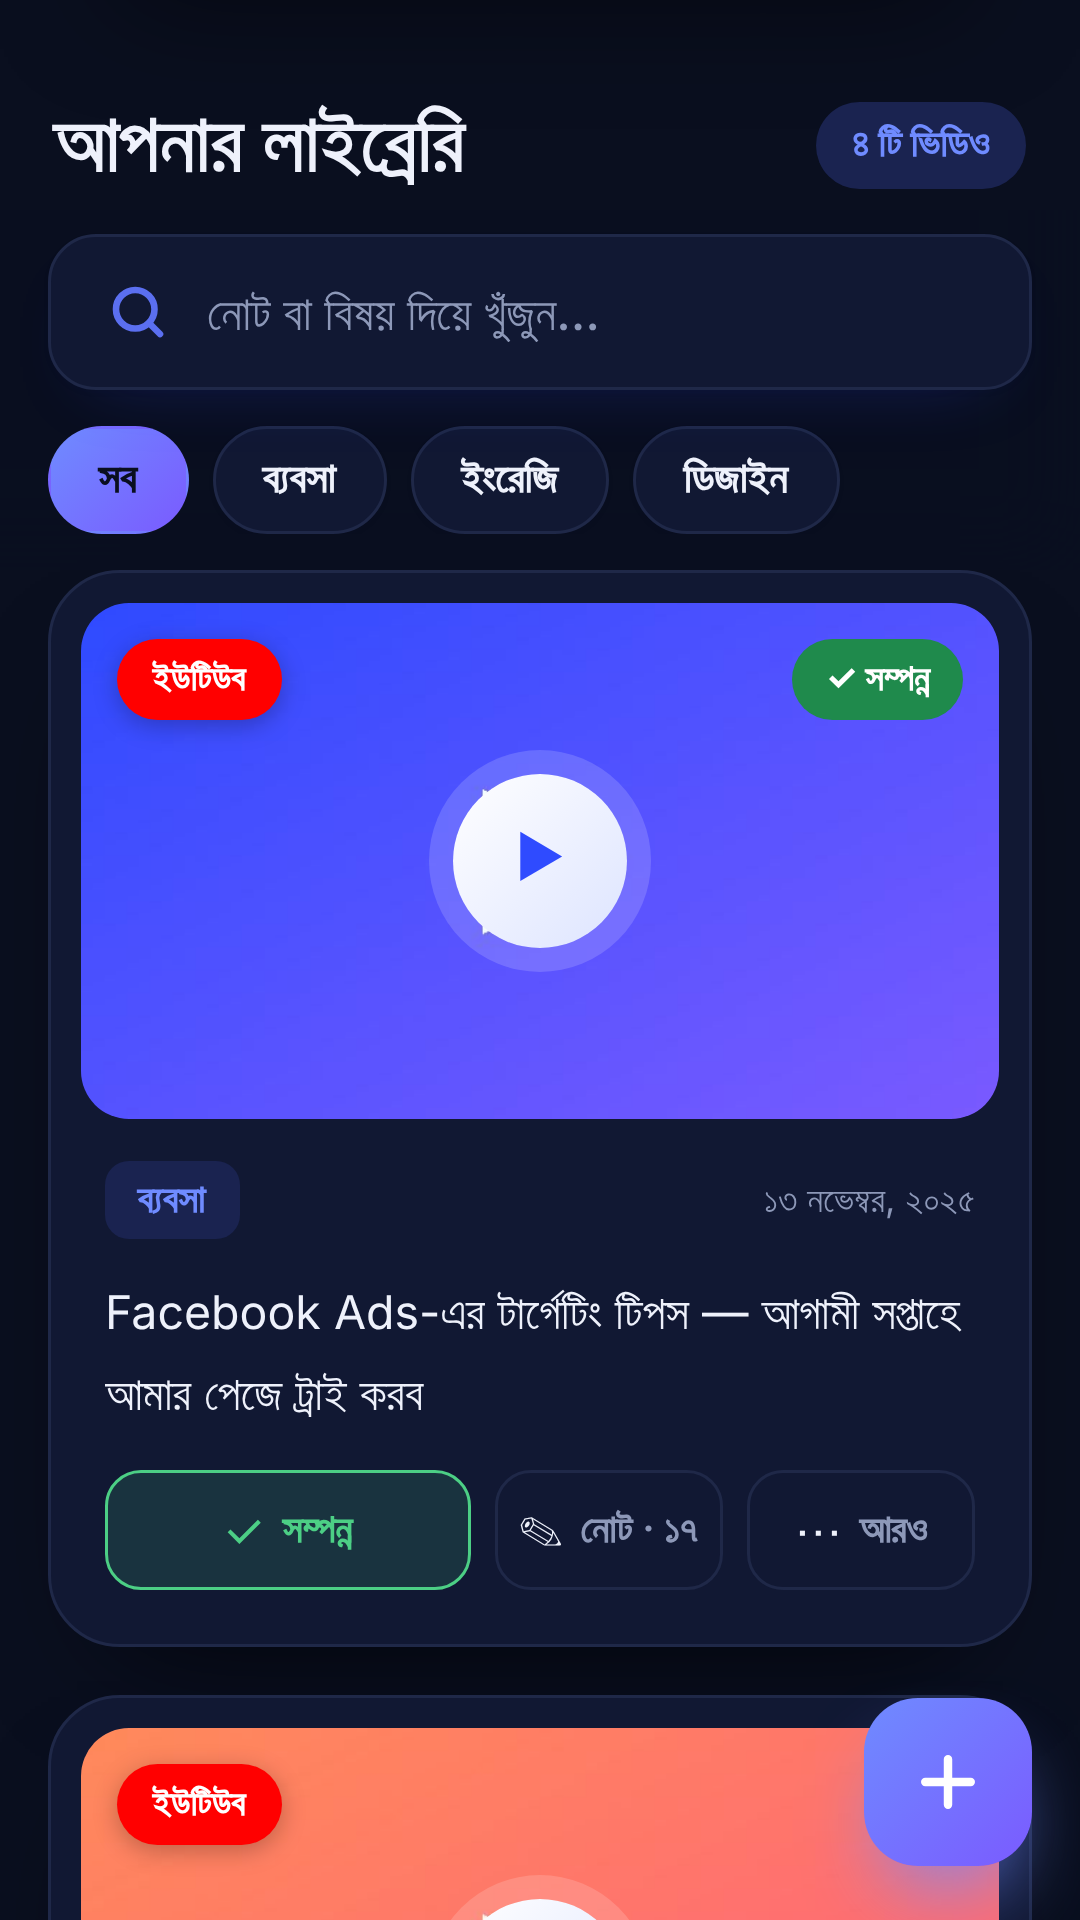 আপনার লাইব্রেরি
৪ টি ভিডিও
নোট বা বিষয় দিয়ে খুঁজুন...
সব
ব্যবসা
ইংরেজি
ডিজাইন
ইউটিউব
✓ সম্পন্ন
ব্যবসা
১৩ নভেম্বর, ২০২৫
Facebook Ads-এর টার্গেটিং টিপস — আগামী সপ্তাহে
আমার পেজে ট্রাই করব
✓ সম্পন্ন
✎ নোট · ১৭
⋯ আরও
ইউটিউব